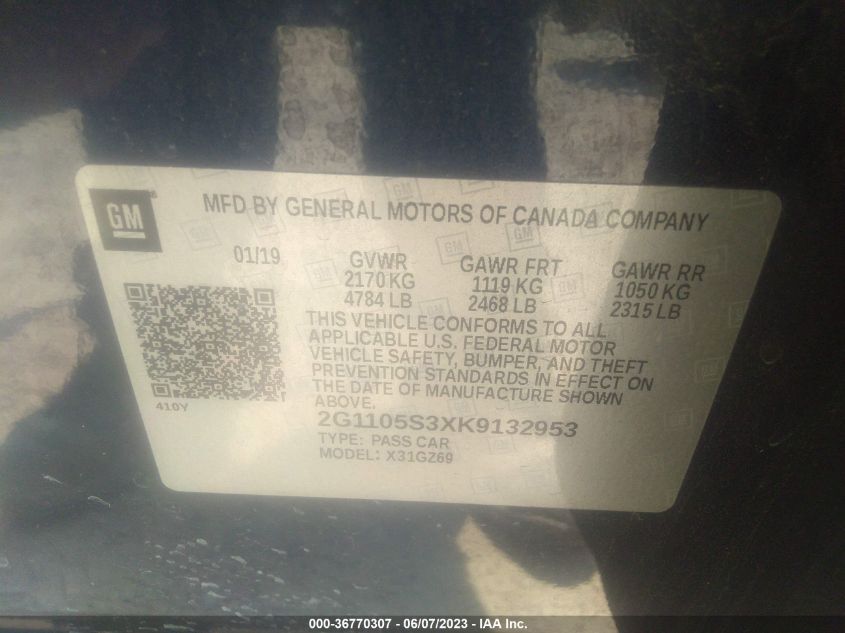 GM
MFD BY GENERAL MOTORS OF CANADA COMPANY
01/19
GVWR
2170 KG
4784 LB
GAWR FRT
1119 KG
2468 LB
GAWR RR
1050 KG
2315 LB
THIS VEHICLE CONFORMS TO ALL
APPLICABLE U.S. FEDERAL MOTOR
VEHICLE SAFETY, BUMPER, AND THEFT
PREVENTION STANDARDS IN EFFECT ON
THE DATE OF MANUFACTURE SHOWN
ABOVE.
410Y
2G1105S3XK9132953
TYPE: PASS CAR
MODEL: X31GZ69
000-36770307 - 06/07/2023 - IAA Inc.